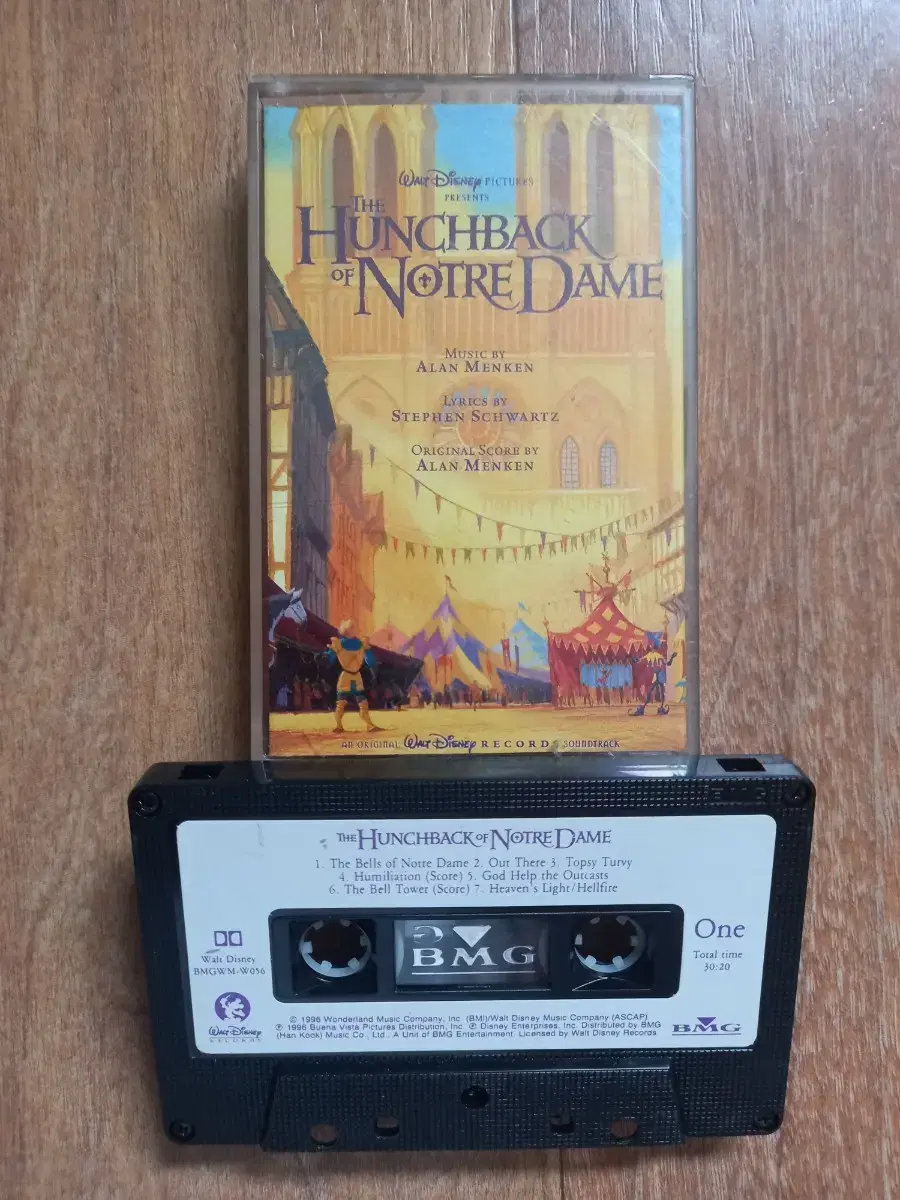 WALT DISNEY PICTURES
PRESENTS
THE
HUNCHBACK
OF NOTRE DAME
MUSIC BY
ALAN MENKEN
LYRICS BY
STEPHEN SCHWARTZ
ORIGINAL SCORE BY
ALAN MENKEN
AN ORIGINAL WALT DISNEY RECORDS SOUNDTRACK
THE HUNCHBACK OF NOTRE DAME
1. The Bells of Notre Dame 2. Out There 3. Topsy Turvy
4. Humiliation (Score) 5. God Help the Outcasts
6. The Bell Tower (Score) 7. Heaven's Light/Hellfire
Walt Disney
BMGWM-W056
WALT DISNEY
RECORDS
BMG
One
Total time
30:20
BMG
© 1996 Wonderland Music Company, Inc. (BMI)/Walt Disney Music Company (ASCAP)
℗ 1996 Buena Vista Pictures Distribution, Inc. ℗ Disney Enterprises, Inc. Distributed by BMG
(Han Kook) Music Co., Ltd., A Unit of BMG Entertainment. Licensed by Walt Disney Records